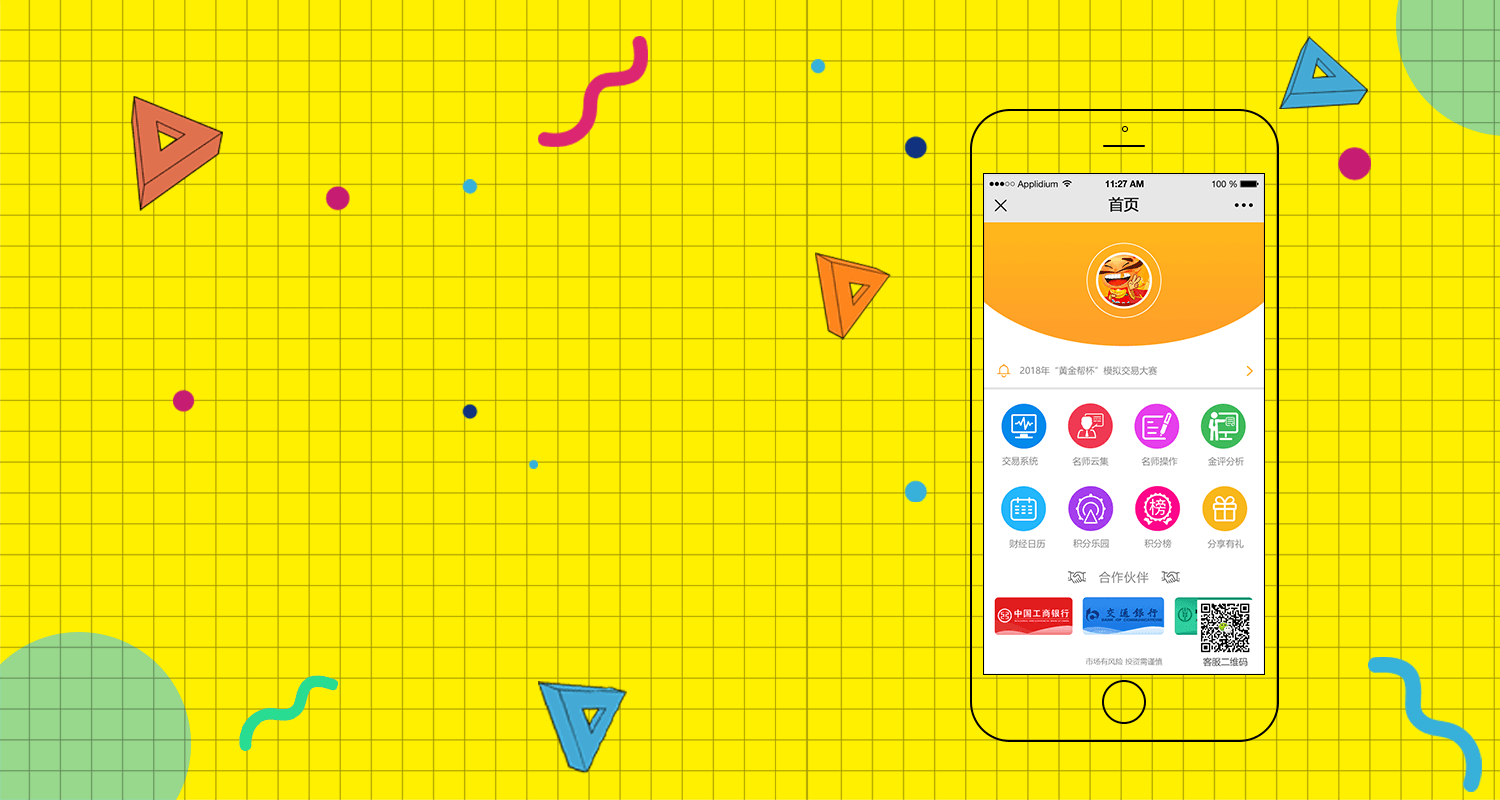 Applidium 11:27 AM 100 %
首页
2018年“黄金帮杯”模拟交易大赛
交易系统 名师云集 名师操作 金评分析
榜
财经日历 积分乐园 积分榜 分享有礼
合作伙伴
中国工商银行 交通银行
BANK OF COMMUNICATIONS
市场有风险 投资需谨慎 客服二维码